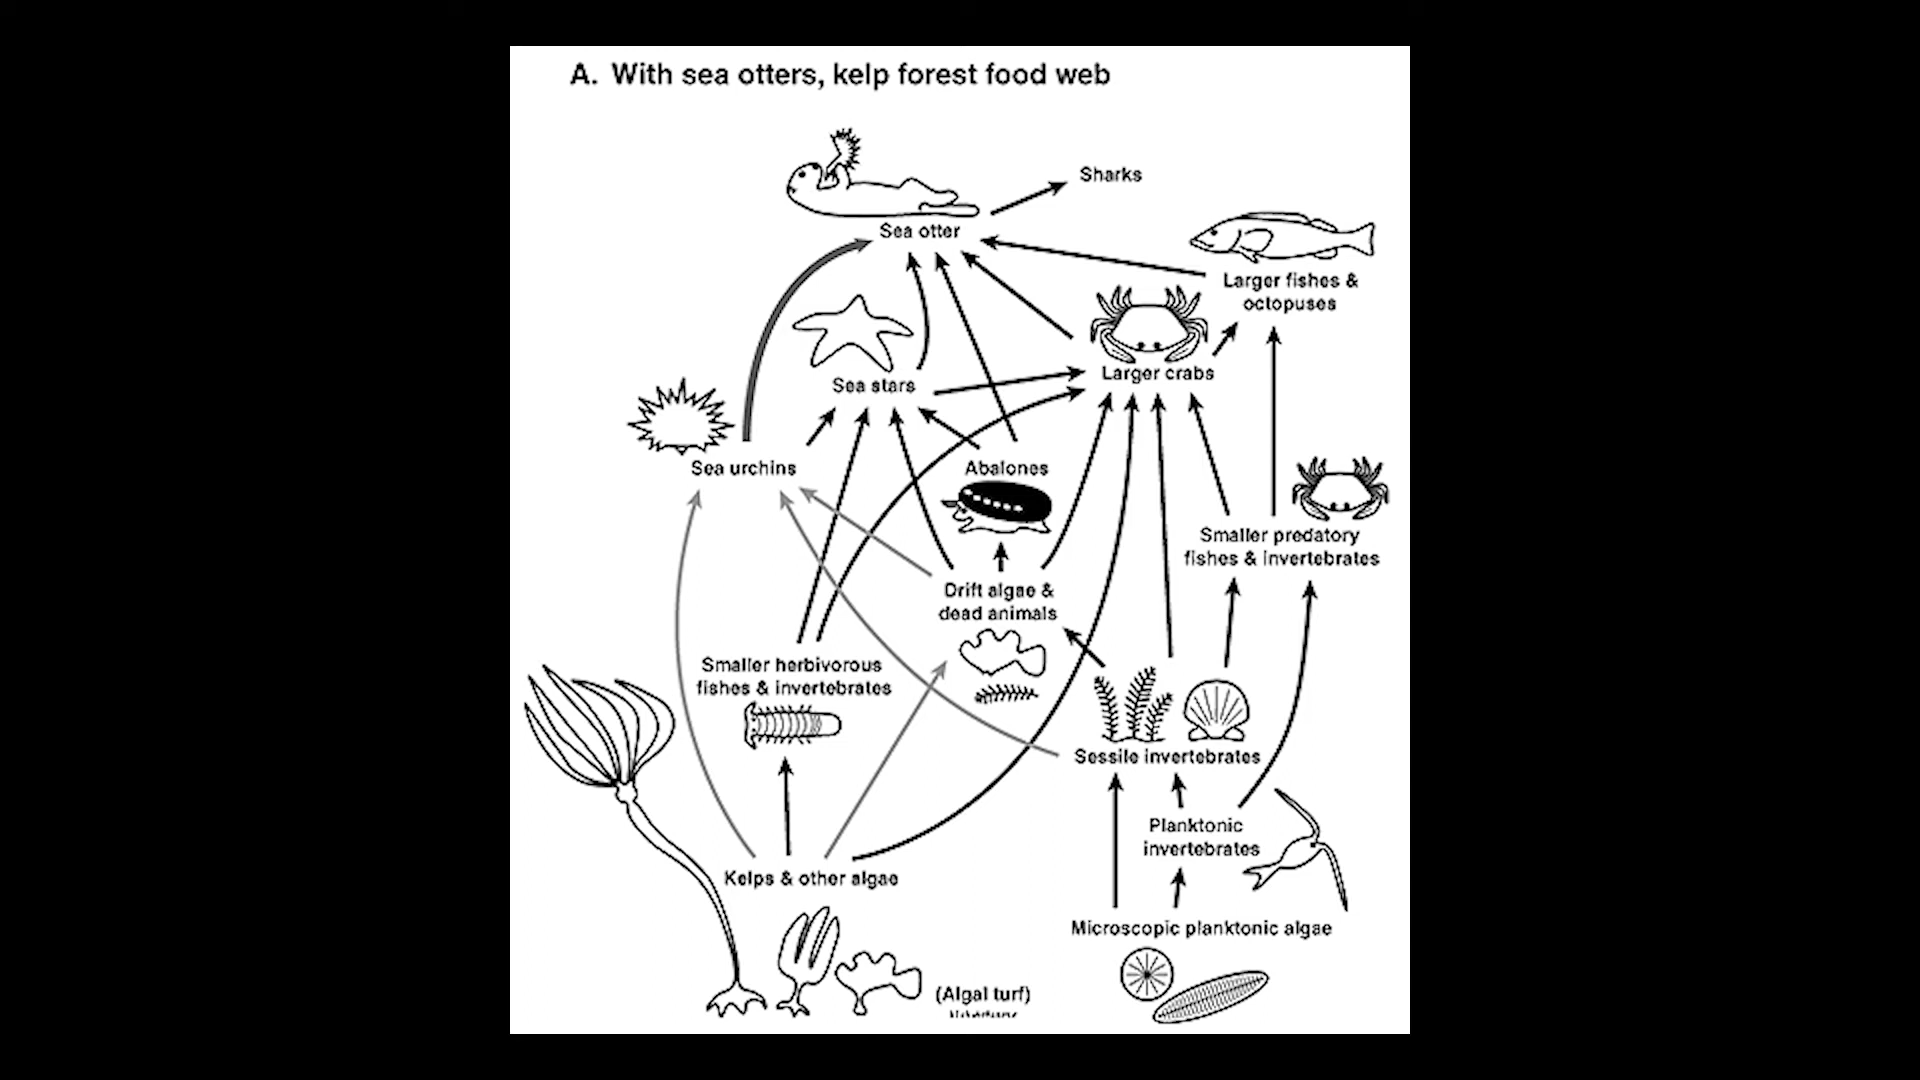 A. With sea otters, kelp forest food web
Sharks
Sea otter
Larger fishes &
octopuses
Larger crabs
Sea stars
Sea urchins
Abalones
Smaller predatory
fishes & invertebrates
Drift algae &
dead animals
Smaller herbivorous
fishes & invertebrates
Sessile invertebrates
Planktonic
invertebrates
Kelps & other algae
Microscopic planktonic algae
(Algal turf)